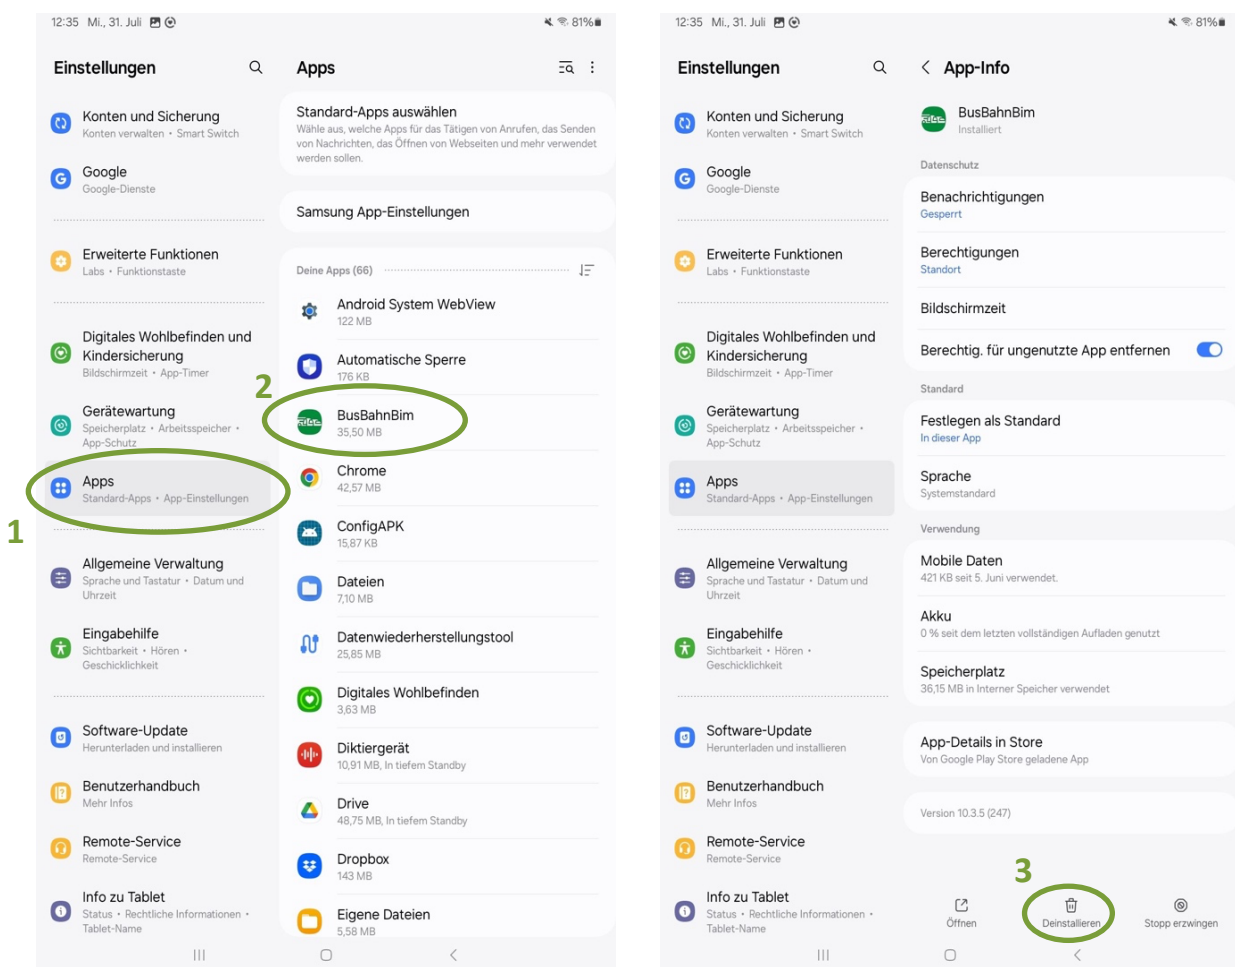 12:35 Mi., 31. Juli 81%
Einstellungen
Konten und Sicherung
Konten verwalten • Smart Switch
Google
Google-Dienste
Erweiterte Funktionen
Labs • Funktionstaste
Digitales Wohlbefinden und
Kindersicherung
Bildschirmzeit • App-Timer
Gerätewartung
Speicherplatz • Arbeitsspeicher •
App-Schutz
1
Apps
Standard-Apps • App-Einstellungen
Allgemeine Verwaltung
Sprache und Tastatur • Datum und
Uhrzeit
Eingabehilfe
Sichtbarkeit • Hören •
Geschicklichkeit
Software-Update
Herunterladen und installieren
Benutzerhandbuch
Mehr Infos
Remote-Service
Remote-Service
Info zu Tablet
Status • Rechtliche Informationen •
Tablet-Name
Apps
Standard-Apps auswählen
Wähle aus, welche Apps für das Tätigen von Anrufen, das Senden
von Nachrichten, das Öffnen von Webseiten und mehr verwendet
werden sollen.
Samsung App-Einstellungen
Deine Apps (66)
Android System WebView
122 MB
Automatische Sperre
176 KB
2
BusBahnBim
35,50 MB
Chrome
42,57 MB
ConfigAPK
15,87 KB
Dateien
7,10 MB
Datenwiederherstellungstool
25,85 MB
Digitales Wohlbefinden
3,63 MB
Diktiergerät
10,91 MB, In tiefem Standby
Drive
48,75 MB, In tiefem Standby
Dropbox
143 MB
Eigene Dateien
5,58 MB
12:35 Mi., 31. Juli 81%
Einstellungen
Konten und Sicherung
Konten verwalten • Smart Switch
Google
Google-Dienste
Erweiterte Funktionen
Labs • Funktionstaste
Digitales Wohlbefinden und
Kindersicherung
Bildschirmzeit • App-Timer
Gerätewartung
Speicherplatz • Arbeitsspeicher •
App-Schutz
Apps
Standard-Apps • App-Einstellungen
Allgemeine Verwaltung
Sprache und Tastatur • Datum und
Uhrzeit
Eingabehilfe
Sichtbarkeit • Hören •
Geschicklichkeit
Software-Update
Herunterladen und installieren
Benutzerhandbuch
Mehr Infos
Remote-Service
Remote-Service
Info zu Tablet
Status • Rechtliche Informationen •
Tablet-Name
App-Info
BusBahnBim
Installiert
Datenschutz
Benachrichtigungen
Gesperrt
Berechtigungen
Standort
Bildschirmzeit
Berechtig. für ungenutzte App entfernen
Standard
Festlegen als Standard
In dieser App
Sprache
Systemstandard
Verwendung
Mobile Daten
421 KB seit 5. Juni verwendet.
Akku
0 % seit dem letzten vollständigen Aufladen genutzt
Speicherplatz
36,15 MB in Interner Speicher verwendet
App-Details in Store
Von Google Play Store geladene App
Version 10.3.5 (247)
3
Öffnen
Deinstallieren
Stopp erzwingen